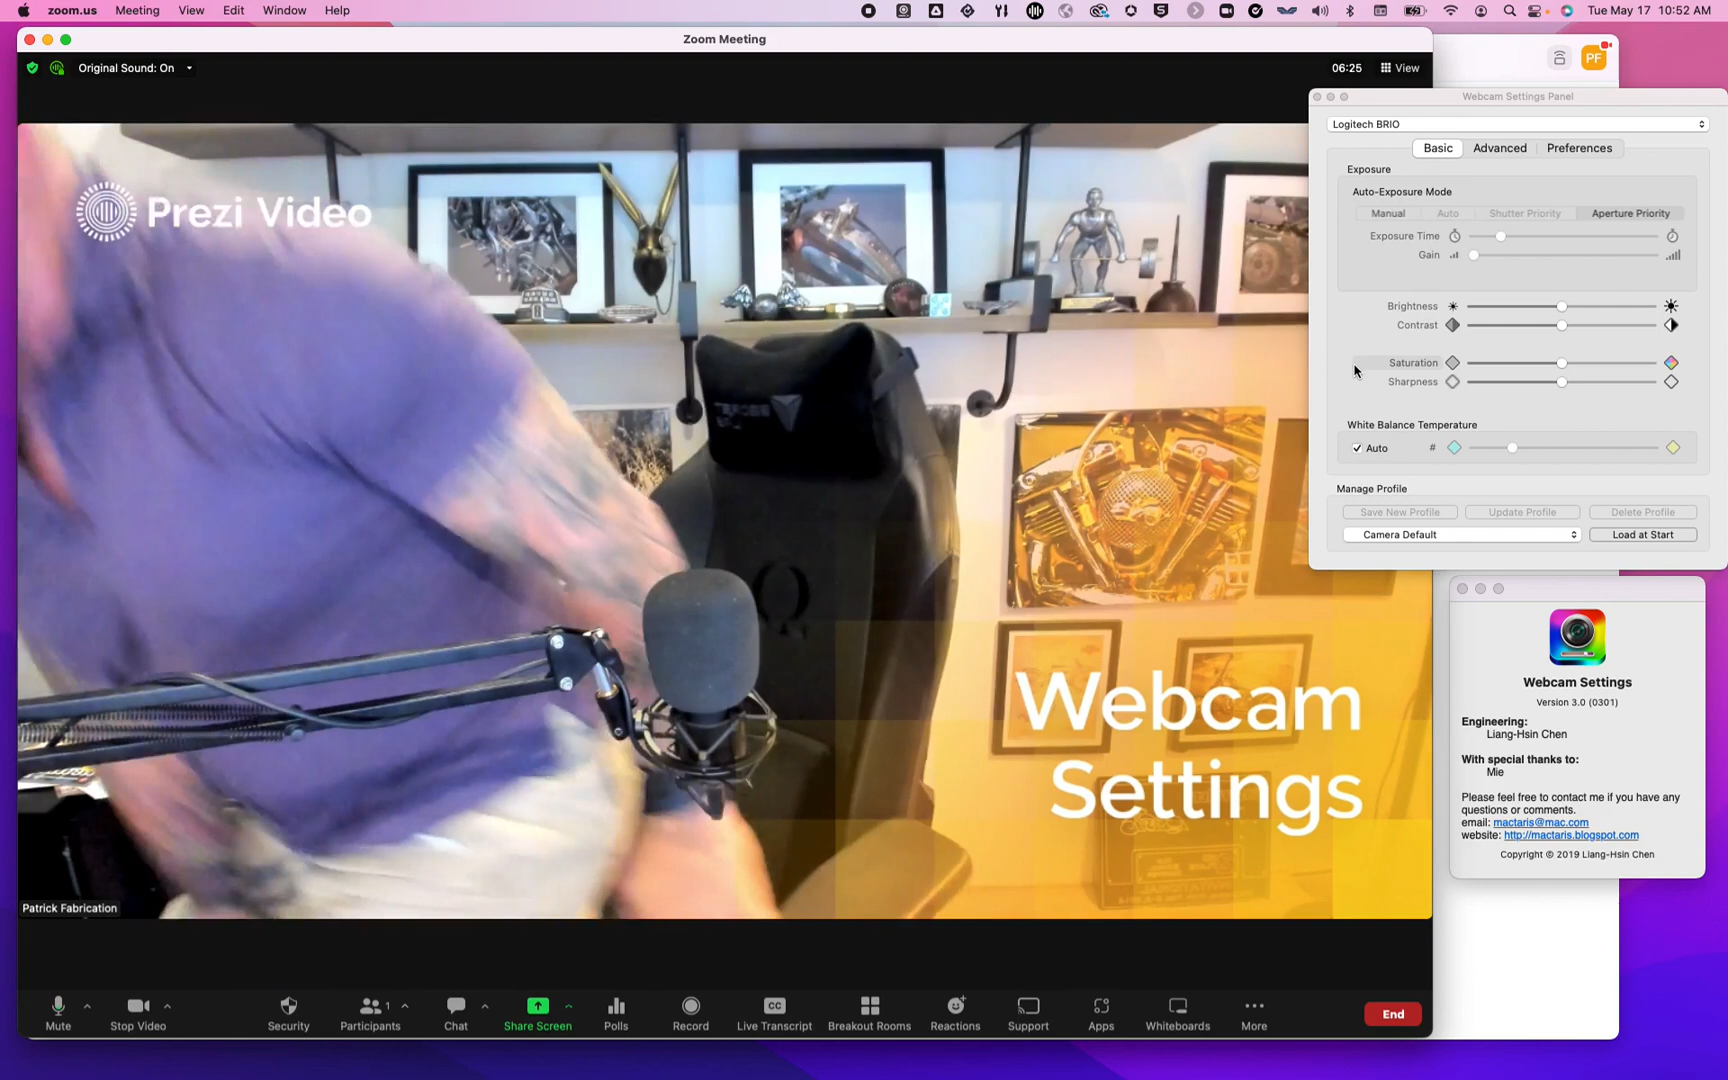 zoom.us Meeting View Edit Window Help
Tue May 17 10:52 AM
Zoom Meeting
Original Sound: On
06:25
View
PF
Prezi Video
Webcam
Settings
Patrick Fabrication
Webcam Settings Panel
Logitech BRIO
Basic Advanced Preferences
Exposure
Auto-Exposure Mode
Manual Auto Shutter Priority Aperture Priority
Exposure Time
Gain
Brightness
Contrast
Saturation
Sharpness
White Balance Temperature
Auto #
Manage Profile
Save New Profile Update Profile Delete Profile
Camera Default Load at Start
Webcam Settings
Version 3.0 (0301)
Engineering:
Liang-Hsin Chen
With special thanks to:
Mie
Please feel free to contact me if you have any
questions or comments.
email: mactaris@mac.com
website: http://mactaris.blogspot.com
Copyright © 2019 Liang-Hsin Chen
1
CC
Mute Stop Video Security Participants Chat Share Screen Polls Record Live Transcript Breakout Rooms Reactions Support Apps Whiteboards More
End